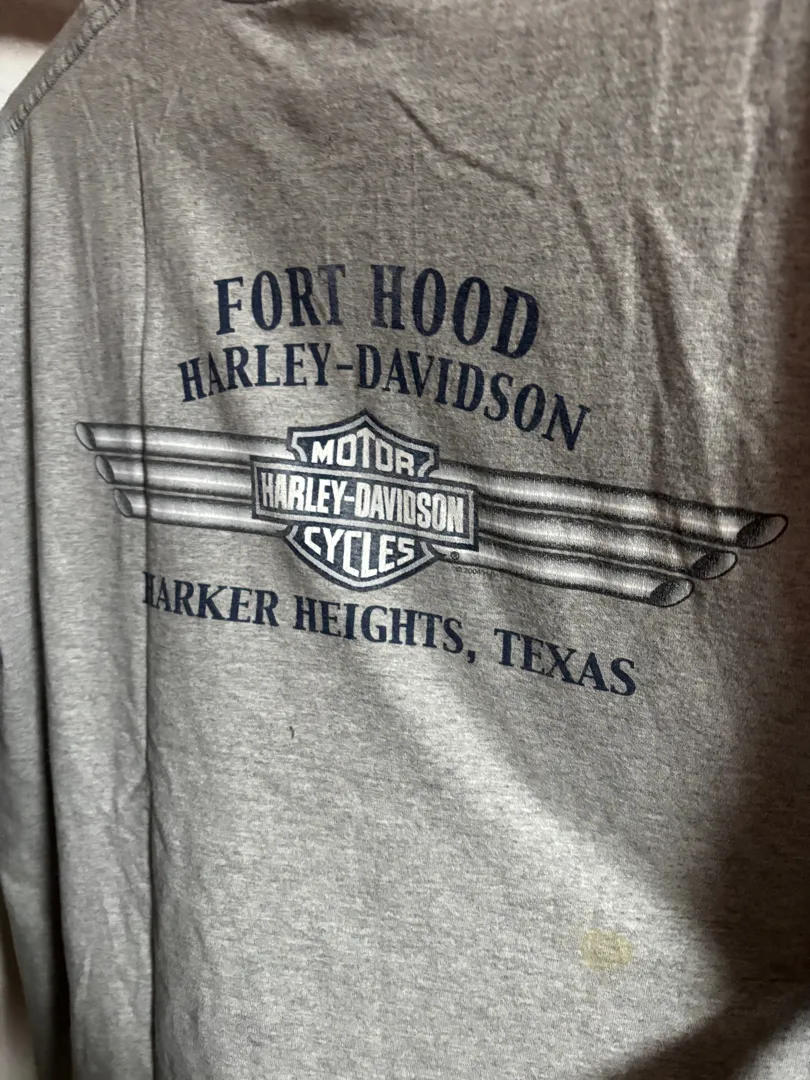 FORT HOOD
HARLEY-DAVIDSON
MOTOR
HARLEY-DAVIDSON
CYCLES
®
HARKER HEIGHTS, TEXAS